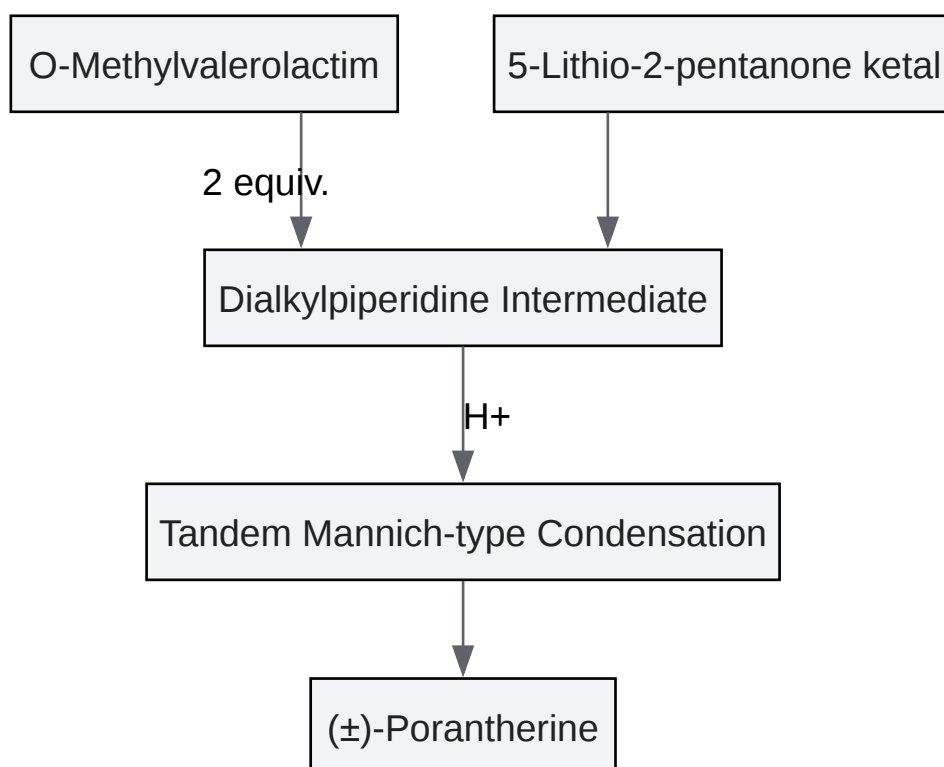 O-Methylvalerolactim
5-Lithio-2-pentanone ketal
2 equiv.
Dialkylpiperidine Intermediate
H+
Tandem Mannich-type Condensation
(±)-Porantherine